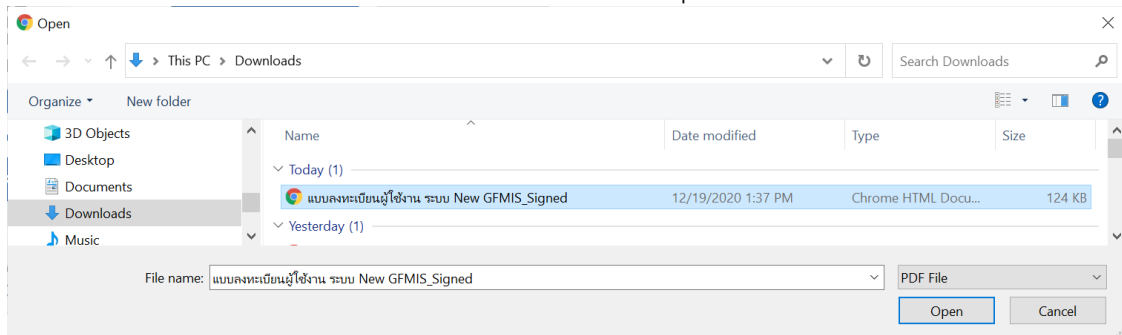 Open
This PC > Downloads
Search Downloads
Organize
New folder
3D Objects
Desktop
Documents
Downloads
Music
Name
Date modified
Type
Size
Today (1)
แบบลงทะเบียนผู้ใช้งาน ระบบ New GFMIS_Signed
12/19/2020 1:37 PM
Chrome HTML Docu...
124 KB
Yesterday (1)
File name:
แบบลงทะเบียนผู้ใช้งาน ระบบ New GFMIS_Signed
PDF File
Open
Cancel